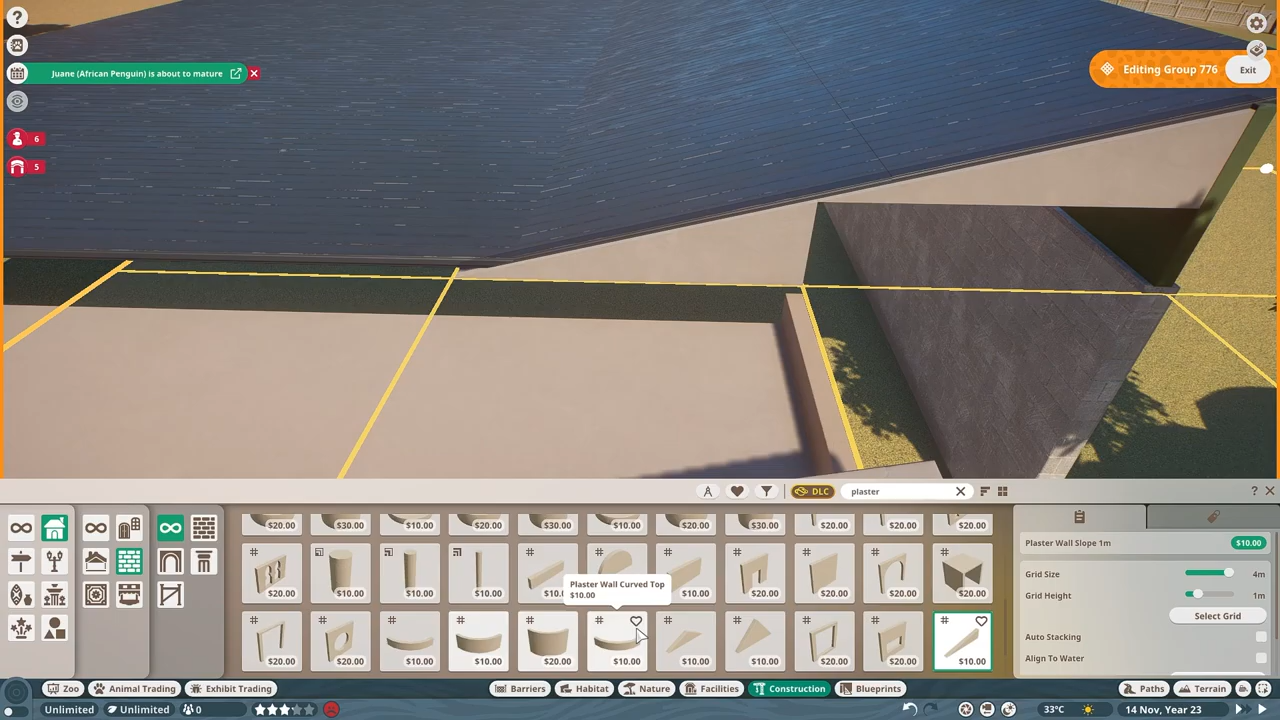 ?
Juane (African Penguin) is about to mature
6
5
Editing Group 776
Exit
DLC
plaster
?
$20.00 $30.00 $10.00 $20.00 $30.00 $10.00 $20.00 $30.00 $20.00 $20.00 $20.00
$20.00 $20.00 $10.00 $10.00 $10.0 $20.00 $20.00 $20.00 $20.00 $20.00
Plaster Wall Curved Top
$10.00
$20.00 $20.00 $10.00 $10.00 $20.00 $10.00 $10.00 $10.00 $20.00 $20.00 $10.00
Plaster Wall Slope 1m
$10.00
Grid Size
4m
Grid Height
1m
Select Grid
Auto Stacking
Align To Water
Zoo
Animal Trading
Exhibit Trading
Barriers
Habitat
Nature
Facilities
Construction
Blueprints
Paths
Terrain
Unlimited
Unlimited
0
33°C
14 Nov, Year 23